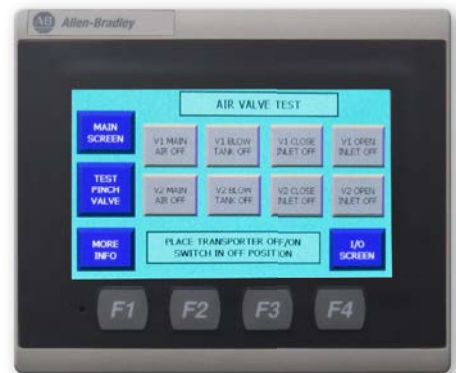 AB Allen-Bradley
AIR VALVE TEST
MAIN
SCREEN
V1 MAIN
AIR OFF
V1 BLOW
TANK OFF
V1 CLOSE
INLET OFF
V1 OPEN
INLET OFF
TEST
PINCH
VALVE
V2 MAIN
AIR OFF
V2 BLOW
TANK OFF
V2 CLOSE
INLET OFF
V2 OPEN
INLET OFF
MORE
INFO
PLACE TRANSPORTER OFF/ON
SWITCH IN OFF POSITION
I/O
SCREEN
F1 F2 F3 F4